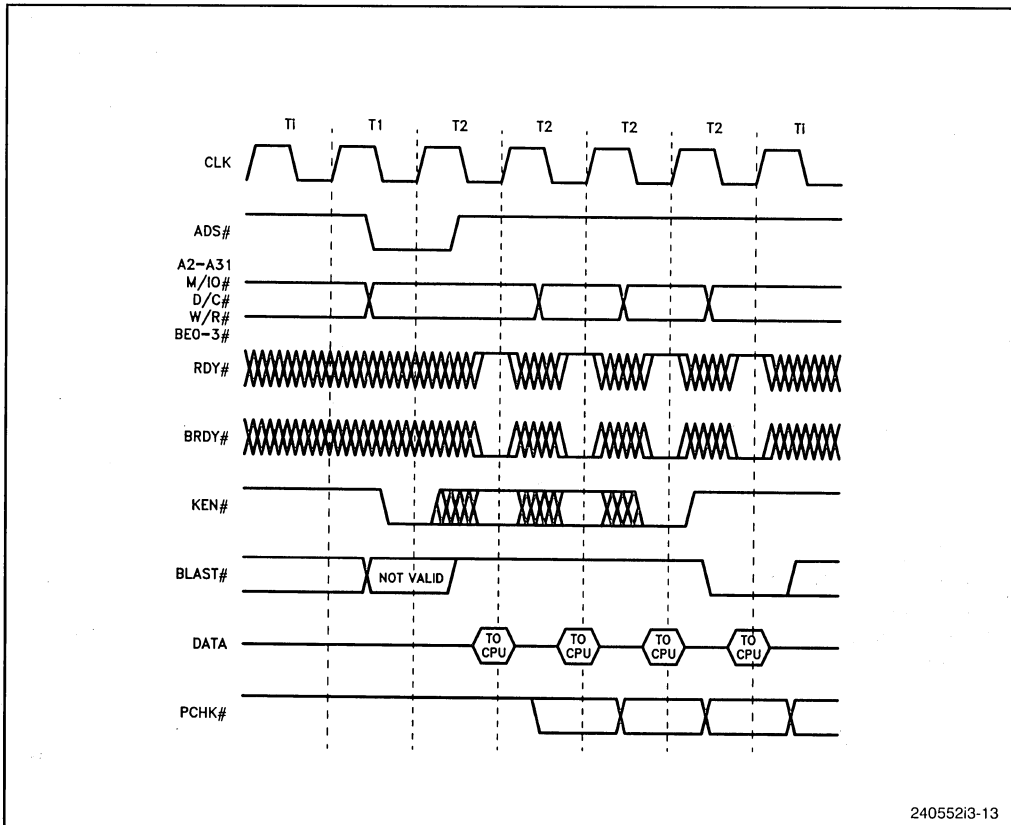 Ti T1 T2 T2 T2 T2 Ti
CLK
ADS#
A2-A31
M/IO#
D/C#
W/R#
BE0-3#
RDY#
BRDY#
KEN#
BLAST# NOT VALID
DATA TO CPU TO CPU TO CPU TO CPU
PCHK#
240552i3-13